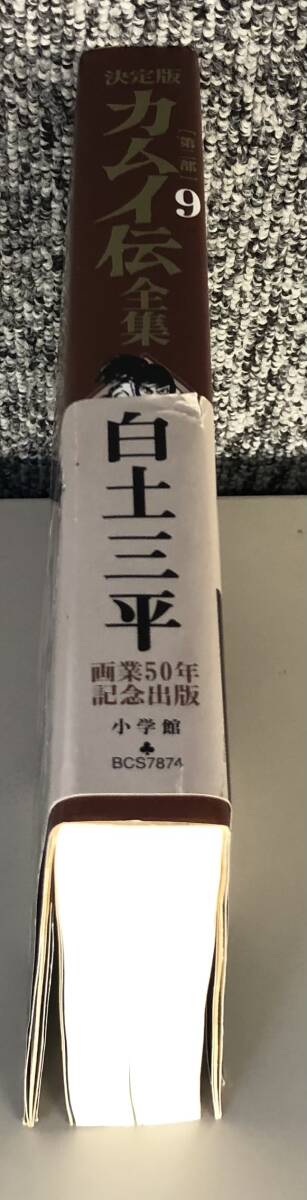 決定版
カムイ伝全集
[第一部]
9
白土三平
画業50年
記念出版
小学館
BCS7874